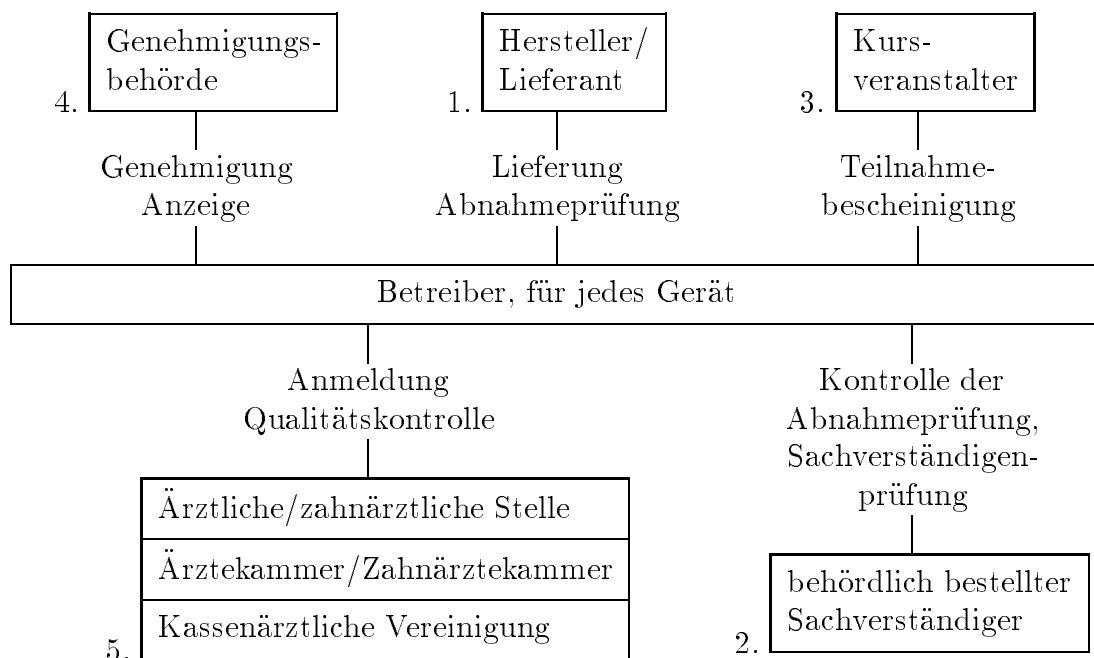 Genehmigungs-
behörde
4.
Genehmigung
Anzeige
Hersteller/
Lieferant
1.
Lieferung
Abnahmeprüfung
Kurs-
veranstalter
3.
Teilnahme-
bescheinigung
Betreiber, für jedes Gerät
Anmeldung
Qualitätskontrolle
Ärztliche/zahnärztliche Stelle
Ärztekammer/Zahnärztekammer
Kassenärztliche Vereinigung
5.
Kontrolle der
Abnahmeprüfung,
Sachverständigen-
prüfung
behördlich bestellter
Sachverständiger
2.